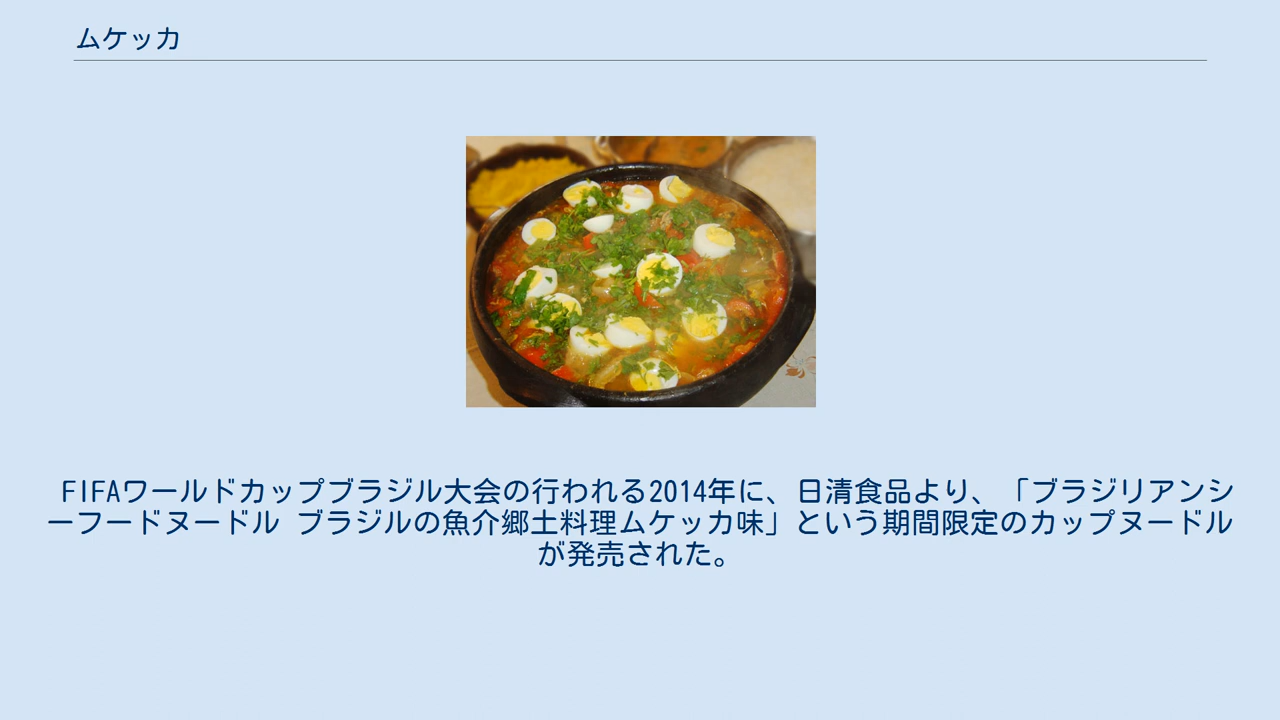 ムケッカ
FIFAワールドカップブラジル大会の行われる2014年に、日清食品より、「ブラジリアンシ
ーフードヌードル ブラジルの魚介郷土料理ムケッカ味」という期間限定のカップヌードル
が発売された。